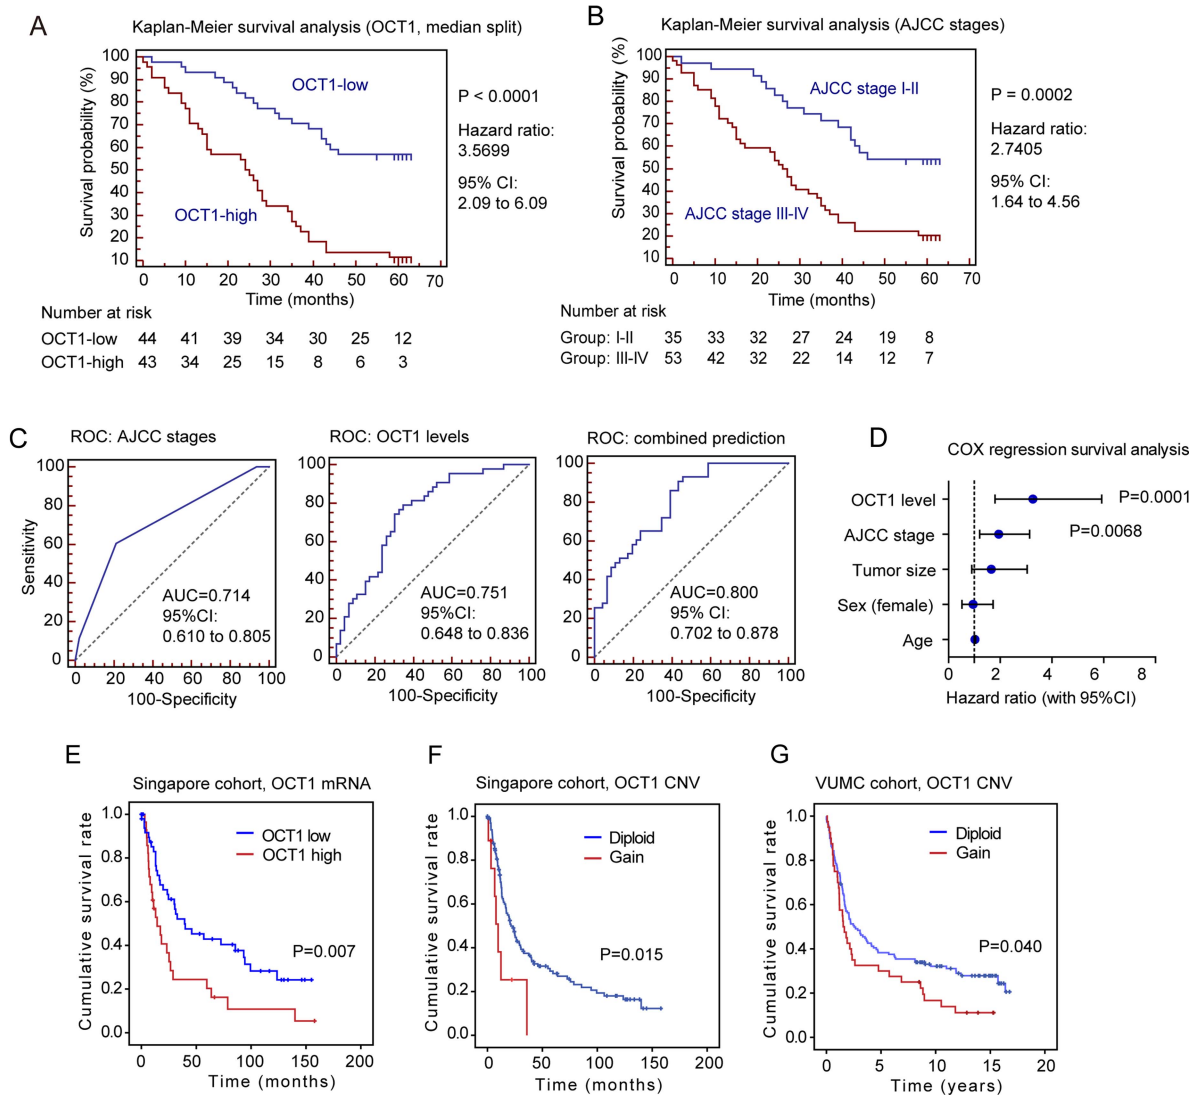 A
Kaplan-Meier survival analysis (OCT1, median split)
Survival probability (%)
100
90
80
70
60
50
40
30
20
10
OCT1-low
OCT1-high
0 10 20 30 40 50 60 70
Time (months)
P < 0.0001
Hazard ratio:
3.5699
95% CI:
2.09 to 6.09
Number at risk
OCT1-low 44 41 39 34 30 25 12
OCT1-high 43 34 25 15 8 6 3
B
Kaplan-Meier survival analysis (AJCC stages)
Survival probability (%)
100
90
80
70
60
50
40
30
20
10
AJCC stage I-II
AJCC stage III-IV
0 10 20 30 40 50 60 70
Time (months)
P = 0.0002
Hazard ratio:
2.7405
95% CI:
1.64 to 4.56
Number at risk
Group: I-II 35 33 32 27 24 19 8
Group: III-IV 53 42 32 22 14 12 7
C
ROC: AJCC stages
Sensitivity
100
80
60
40
20
0
AUC=0.714
95%CI:
0.610 to 0.805
0 20 40 60 80 100
100-Specificity
ROC: OCT1 levels
100
80
60
40
20
0
AUC=0.751
95%CI:
0.648 to 0.836
0 20 40 60 80 100
100-Specificity
ROC: combined prediction
100
80
60
40
20
0
AUC=0.800
95% CI:
0.702 to 0.878
0 20 40 60 80 100
100-Specificity
D
COX regression survival analysis
OCT1 level
P=0.0001
AJCC stage
P=0.0068
Tumor size
Sex (female)
Age
0 2 4 6 8
Hazard ratio (with 95%CI)
E
Singapore cohort, OCT1 mRNA
Cumulative survival rate
1.0
0.8
0.6
0.4
0.2
0.0
OCT1 low
OCT1 high
P=0.007
0 50 100 150 200
Time (months)
F
Singapore cohort, OCT1 CNV
Cumulative survival rate
1.0
0.8
0.6
0.4
0.2
0.0
Diploid
Gain
P=0.015
0 50 100 150 200
Time (months)
G
VUMC cohort, OCT1 CNV
Cumulative survival rate
1.0
0.8
0.6
0.4
0.2
0.0
Diploid
Gain
P=0.040
0 5 10 15 20
Time (years)